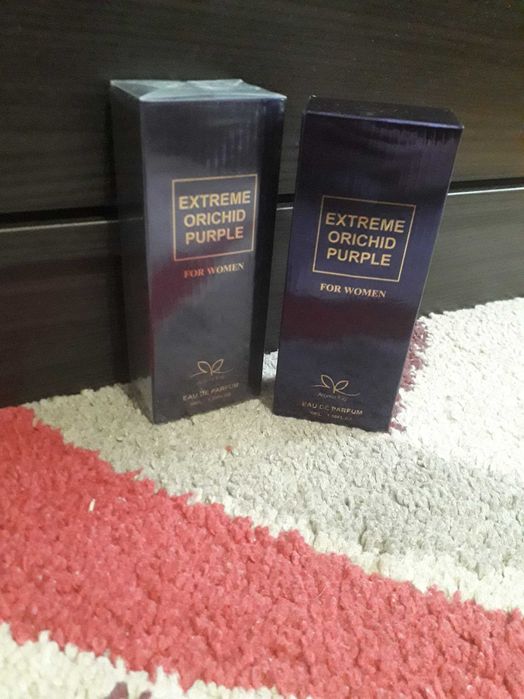 EXTREME
ORICHID
PURPLE
FOR WOMEN
EAU DE PARFUM
EXTREME
ORICHID
PURPLE
FOR WOMEN
EAU DE PARFUM